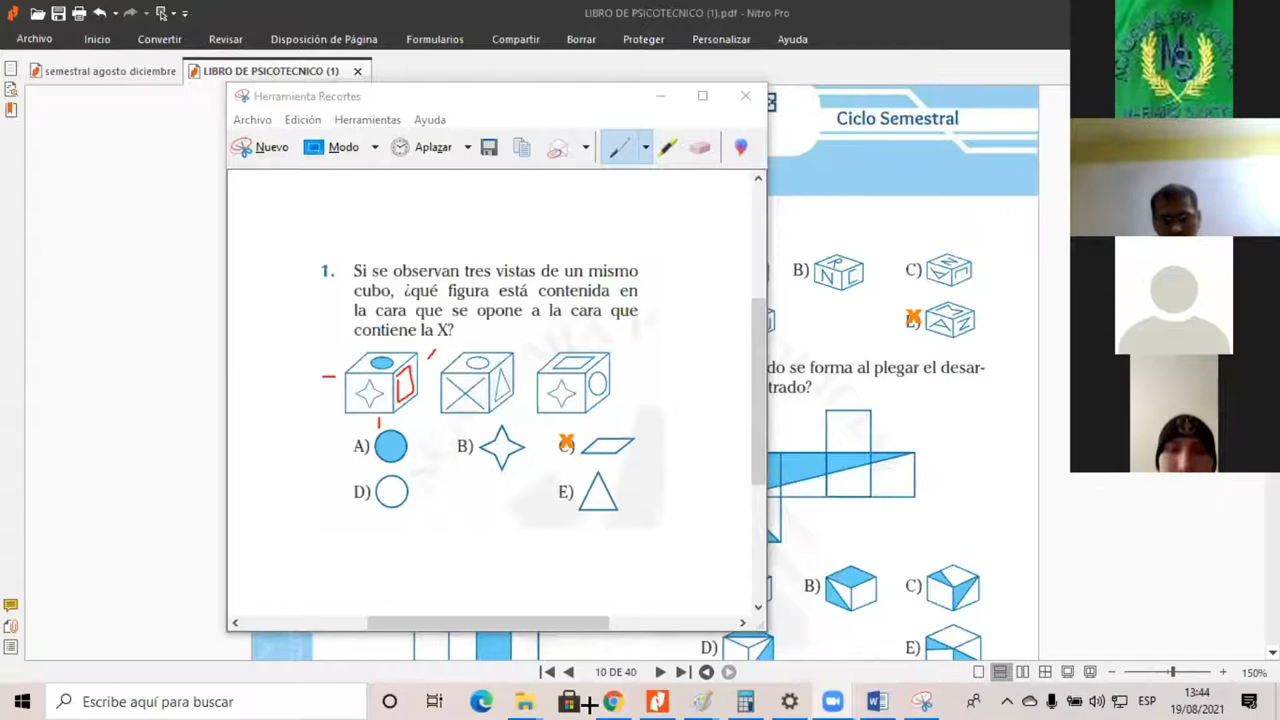 LIBRO DE PSICOTECNICO (1).pdf - Nitro Pro
Archivo Inicio Convertir Revisar Disposición de Página Formularios Compartir Borrar Proteger Personalizar Ayuda
semestral agosto diciembre LIBRO DE PSICOTECNICO (1)
Herramienta Recortes
Archivo Edición Herramientas Ayuda
Nuevo Modo Aplazar
Ciclo Semestral
1. Si se observan tres vistas de un mismo
cubo, ¿qué figura está contenida en
la cara que se opone a la cara que
contiene la X?
A) B) C)
D) E)
B) C)
E)
do se forma al plegar el desar-
trado?
B) C)
D) E)
10 DE 40
150%
Escribe aquí para buscar
ESP
13:44
19/08/2021